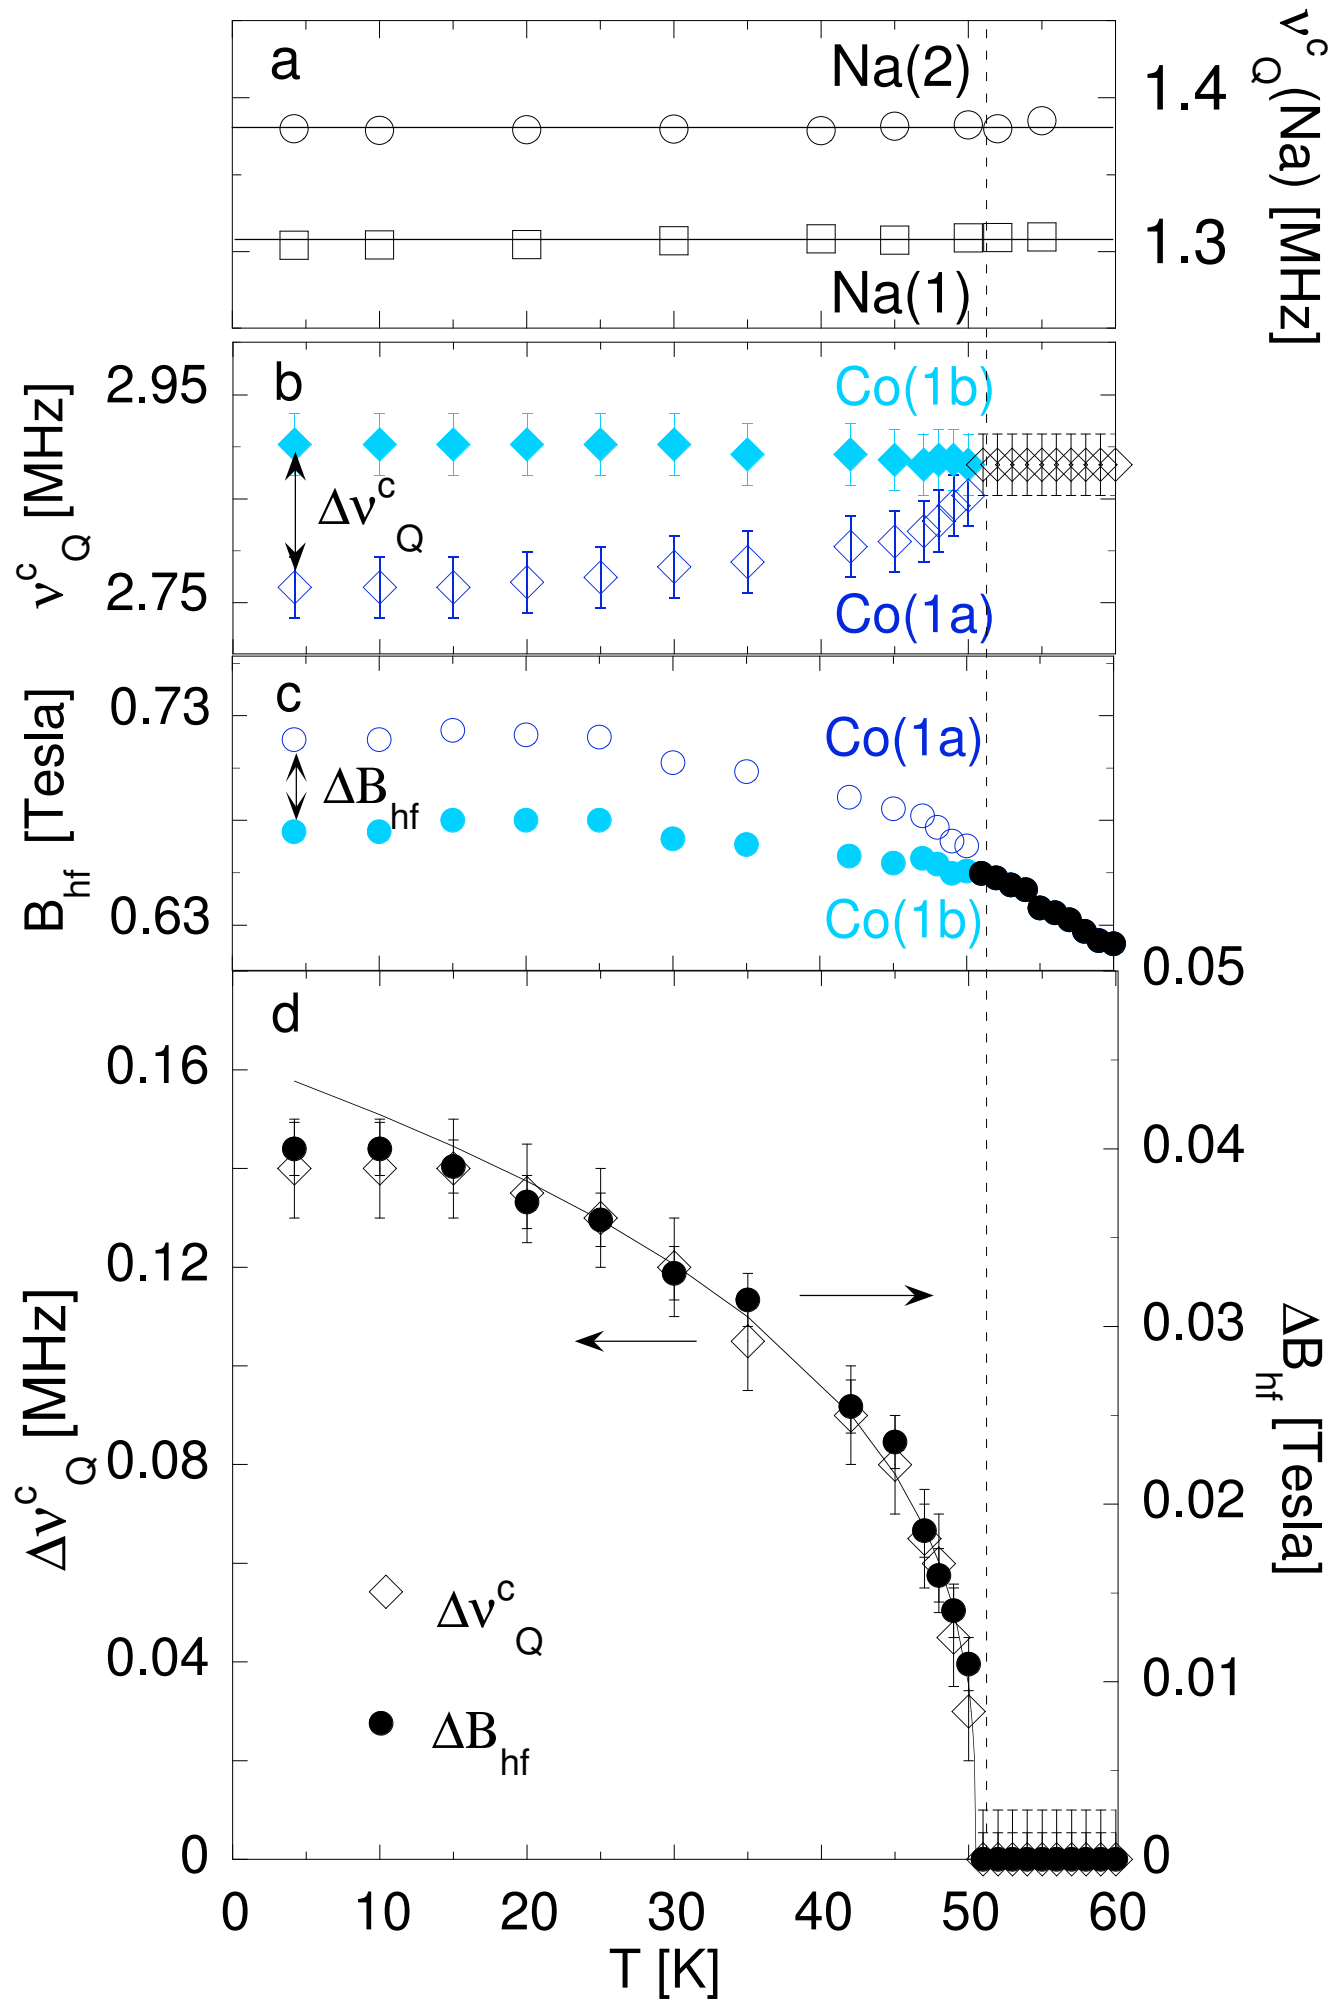 a
Na(2)
Na(1)
1.4
1.3
ν^c_Q(Na) [MHz]
b
Co(1b)
Co(1a)
Δν^c_Q
2.95
2.75
ν^c_Q [MHz]
c
Co(1a)
Co(1b)
ΔB_hf
0.73
0.63
B_hf [Tesla]
d
0.16
0.12
0.08
0.04
0
Δν^c_Q [MHz]
0.05
0.04
0.03
0.02
0.01
0
ΔB_hf [Tesla]
Δν^c_Q
ΔB_hf
0 10 20 30 40 50 60
T [K]